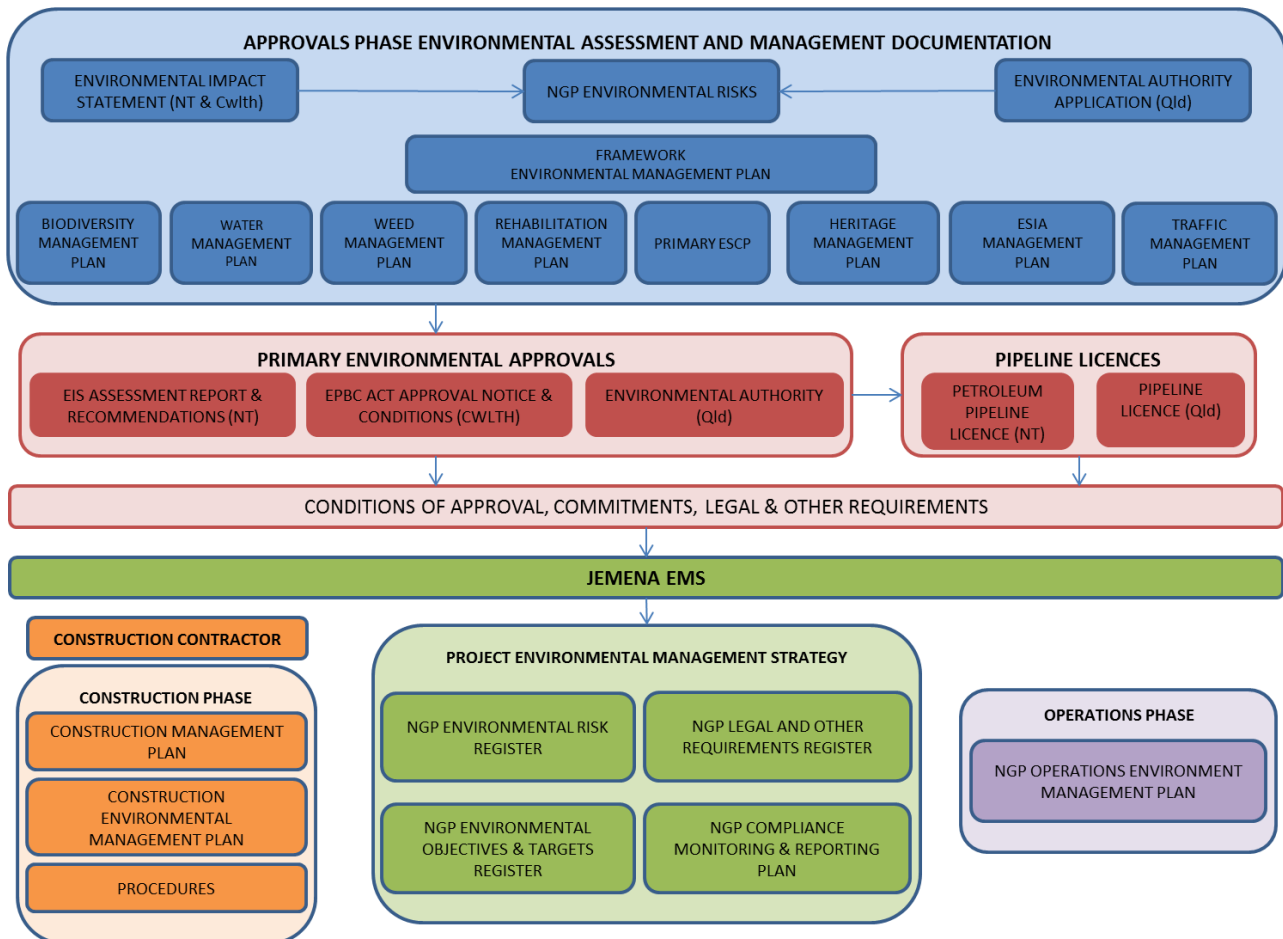 APPROVALS PHASE ENVIRONMENTAL ASSESSMENT AND MANAGEMENT DOCUMENTATION
ENVIRONMENTAL IMPACT
STATEMENT (NT & Cwlth)
NGP ENVIRONMENTAL RISKS
ENVIRONMENTAL AUTHORITY
APPLICATION (Qld)
FRAMEWORK
ENVIRONMENTAL MANAGEMENT PLAN
BIODIVERSITY
MANAGEMENT
PLAN
WATER
MANAGEMENT
PLAN
WEED
MANAGEMENT
PLAN
REHABILITATION
MANAGEMENT
PLAN
PRIMARY ESCP
HERITAGE
MANAGEMENT
PLAN
ESIA
MANAGEMENT
PLAN
TRAFFIC
MANAGEMENT
PLAN
PRIMARY ENVIRONMENTAL APPROVALS
EIS ASSESSMENT REPORT &
RECOMMENDATIONS (NT)
EPBC ACT APPROVAL NOTICE &
CONDITIONS (CWLTH)
ENVIRONMENTAL AUTHORITY
(Qld)
PIPELINE LICENCES
PETROLEUM
PIPELINE
LICENCE (NT)
PIPELINE
LICENCE (Qld)
CONDITIONS OF APPROVAL, COMMITMENTS, LEGAL & OTHER REQUIREMENTS
JEMENA EMS
CONSTRUCTION CONTRACTOR
CONSTRUCTION PHASE
CONSTRUCTION MANAGEMENT
PLAN
CONSTRUCTION
ENVIRONMENTAL
MANAGEMENT PLAN
PROCEDURES
PROJECT ENVIRONMENTAL MANAGEMENT STRATEGY
NGP ENVIRONMENTAL RISK
REGISTER
NGP LEGAL AND OTHER
REQUIREMENTS REGISTER
NGP ENVIRONMENTAL
OBJECTIVES & TARGETS
REGISTER
NGP COMPLIANCE
MONITORING & REPORTING
PLAN
OPERATIONS PHASE
NGP OPERATIONS ENVIRONMENT
MANAGEMENT PLAN